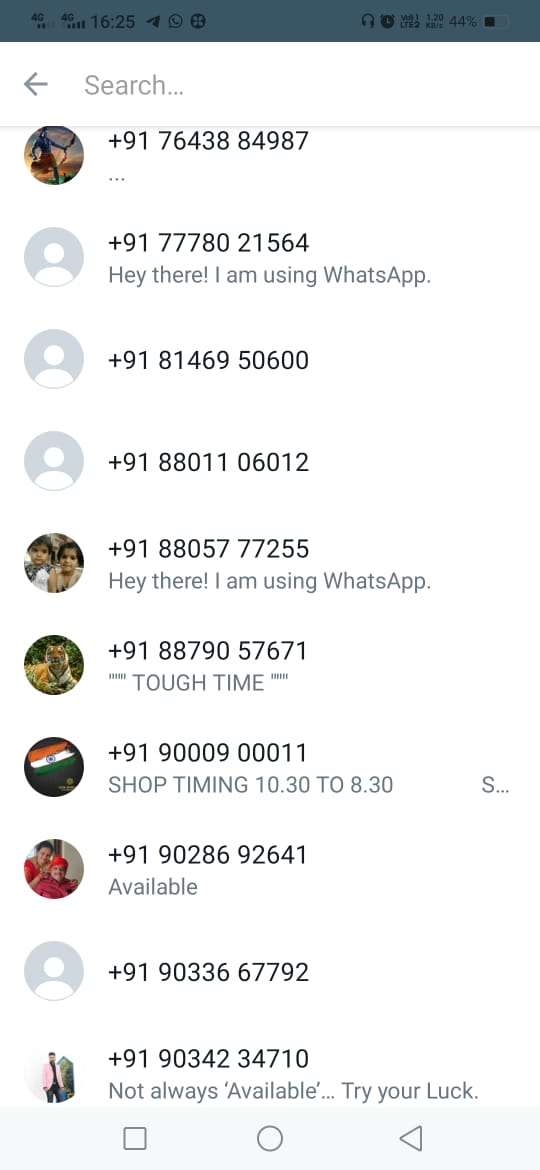 4G 4G 16:25 1.20 KB/s 44%
Search...
+91 76438 84987
...
+91 77780 21564
Hey there! I am using WhatsApp.
+91 81469 50600
+91 88011 06012
+91 88057 77255
Hey there! I am using WhatsApp.
+91 88790 57671
""" TOUGH TIME """
+91 90009 00011
SHOP TIMING 10.30 TO 8.30 S...
+91 90286 92641
Available
+91 90336 67792
+91 90342 34710
Not always ‘Available’... Try your Luck.